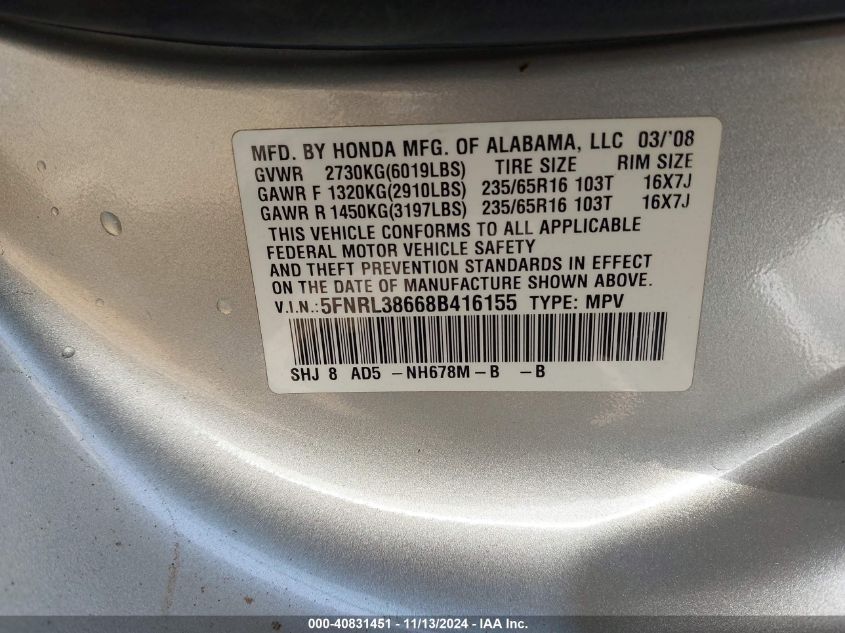 MFD. BY HONDA MFG. OF ALABAMA, LLC 03/'08
GVWR 2730KG(6019LBS) TIRE SIZE RIM SIZE
GAWR F 1320KG(2910LBS) 235/65R16 103T 16X7J
GAWR R 1450KG(3197LBS) 235/65R16 103T 16X7J
THIS VEHICLE CONFORMS TO ALL APPLICABLE
FEDERAL MOTOR VEHICLE SAFETY
AND THEFT PREVENTION STANDARDS IN EFFECT
ON THE DATE OF MANUFACTURE SHOWN ABOVE.
V.I.N.:5FNRL38668B416155 TYPE: MPV
SHJ 8 AD5 -NH678M-B -B
000-40831451 - 11/13/2024 - IAA Inc.